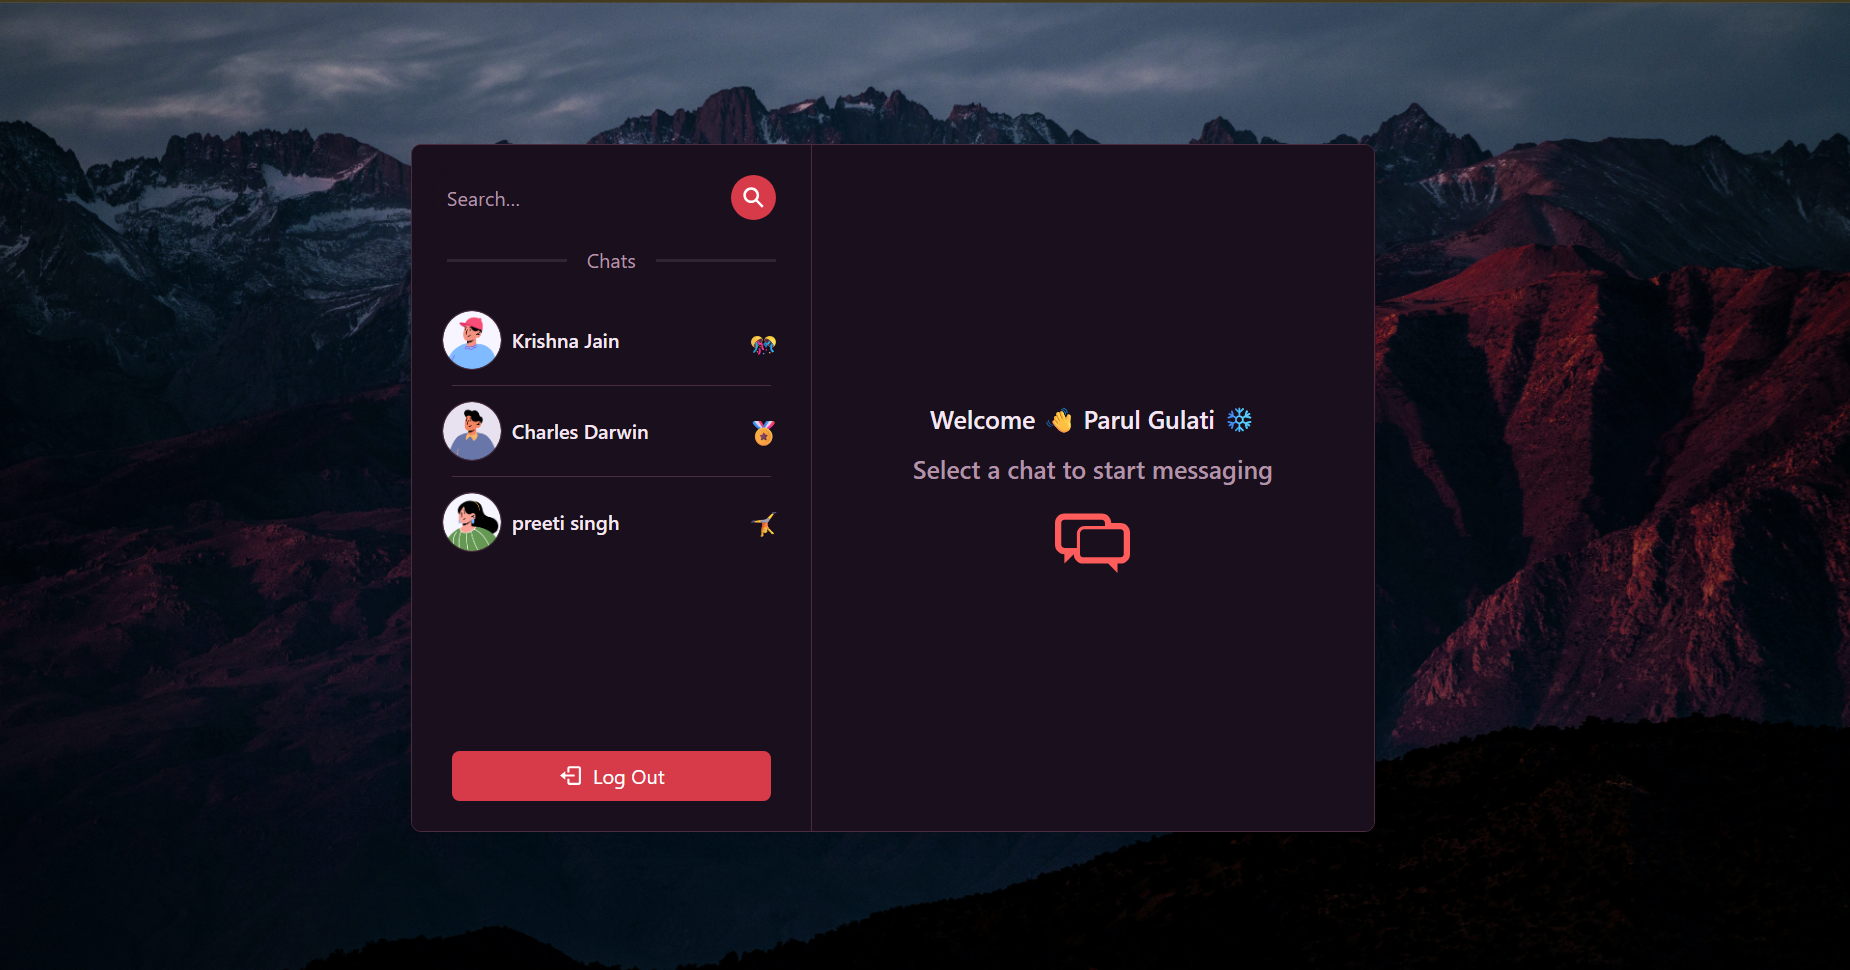 Search...
Chats
Krishna Jain 🎊
Charles Darwin 🏅
preeti singh
Log Out
Welcome 👋 Parul Gulati ❄️
Select a chat to start messaging